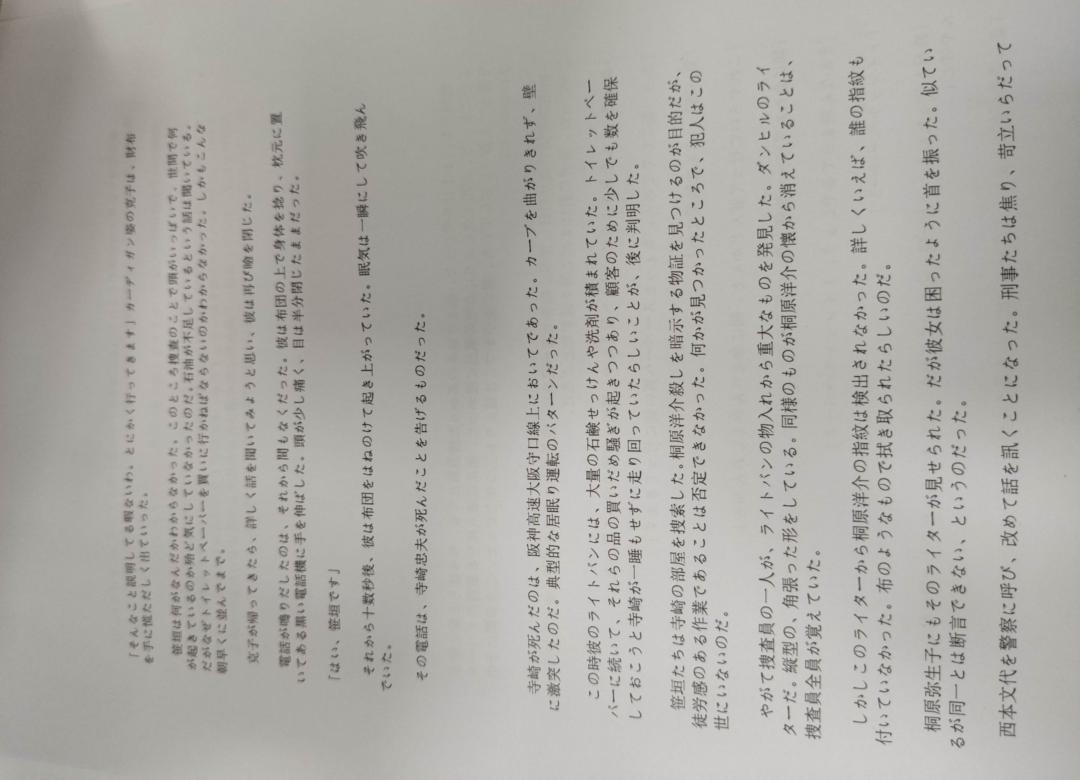 「そんなこと説明してる暇ないわ。とにかく行ってきます」カーディガン姿の克子は、財布
を手に慌ただしく出ていった。
笹垣は何がなんだかわからなかった。このところ捜査のことで頭がいっぱいで、世間で何
が起きているのか殆ど気にしていなかったのだ。石油が不足しているという話は聞いている。
だがなぜトイレットペーパーを買いに行かねばならないのかわからなかった。しかもこんな
朝早くに並んでまで。
克子が帰ってきたら、詳しく話を聞いてみようと思い、彼は再び瞼を閉じた。
電話が鳴りだしたのは、それから間もなくだった。彼は布団の上で身体を捻り、枕元に置
いてある黒い電話機に手を伸ばした。頭が少し痛く、目は半分閉じたままだった。
「はい、笹垣です」
それから十数秒後、彼は布団をはねのけて起き上がっていた。眠気は一瞬にして吹き飛ん
でいた。
その電話は、寺崎忠夫が死んだことを告げるものだった。
寺崎が死んだのは、阪神高速大阪守口線上においてであった。カーブを曲がりきれず、壁
に激突したのだ。典型的な居眠り運転のパターンだった。
この時彼のライトバンには、大量の石鹸せっけんや洗剤が積まれていた。トイレットペー
パーに続いて、それらの品の買いだめ騒ぎが起きつつあり、顧客のために少しでも数を確保
しておこうと寺崎が一睡もせずに走り回っていたらしいことが、後に判明した。
笹垣たちは寺崎の部屋を捜索した。桐原洋介殺しを暗示する物証を見つけるのが目的だが、
徒労感のある作業であることは否定できなかった。何かが見つかったところで、犯人はこの
世にいないのだ。
やがて捜査員の一人が、ライトバンの物入れから重大なものを発見した。ダンヒルのライ
ターだ。縦型の、角張った形をしている。同様のものが桐原洋介の懐から消えていることは、
捜査員全員が覚えていた。
しかしこのライターから桐原洋介の指紋は検出されなかった。詳しくいえば、誰の指紋も
付いていなかった。布のようなもので拭き取られたらしいのだ。
桐原弥生子にもそのライターが見せられた。だが彼女は困ったように首を振った。似てい
るが同一とは断言できない、というのだった。
西本文代を警察に呼び、改めて話を訊くことになった。刑事たちは焦り、苛立いらだって